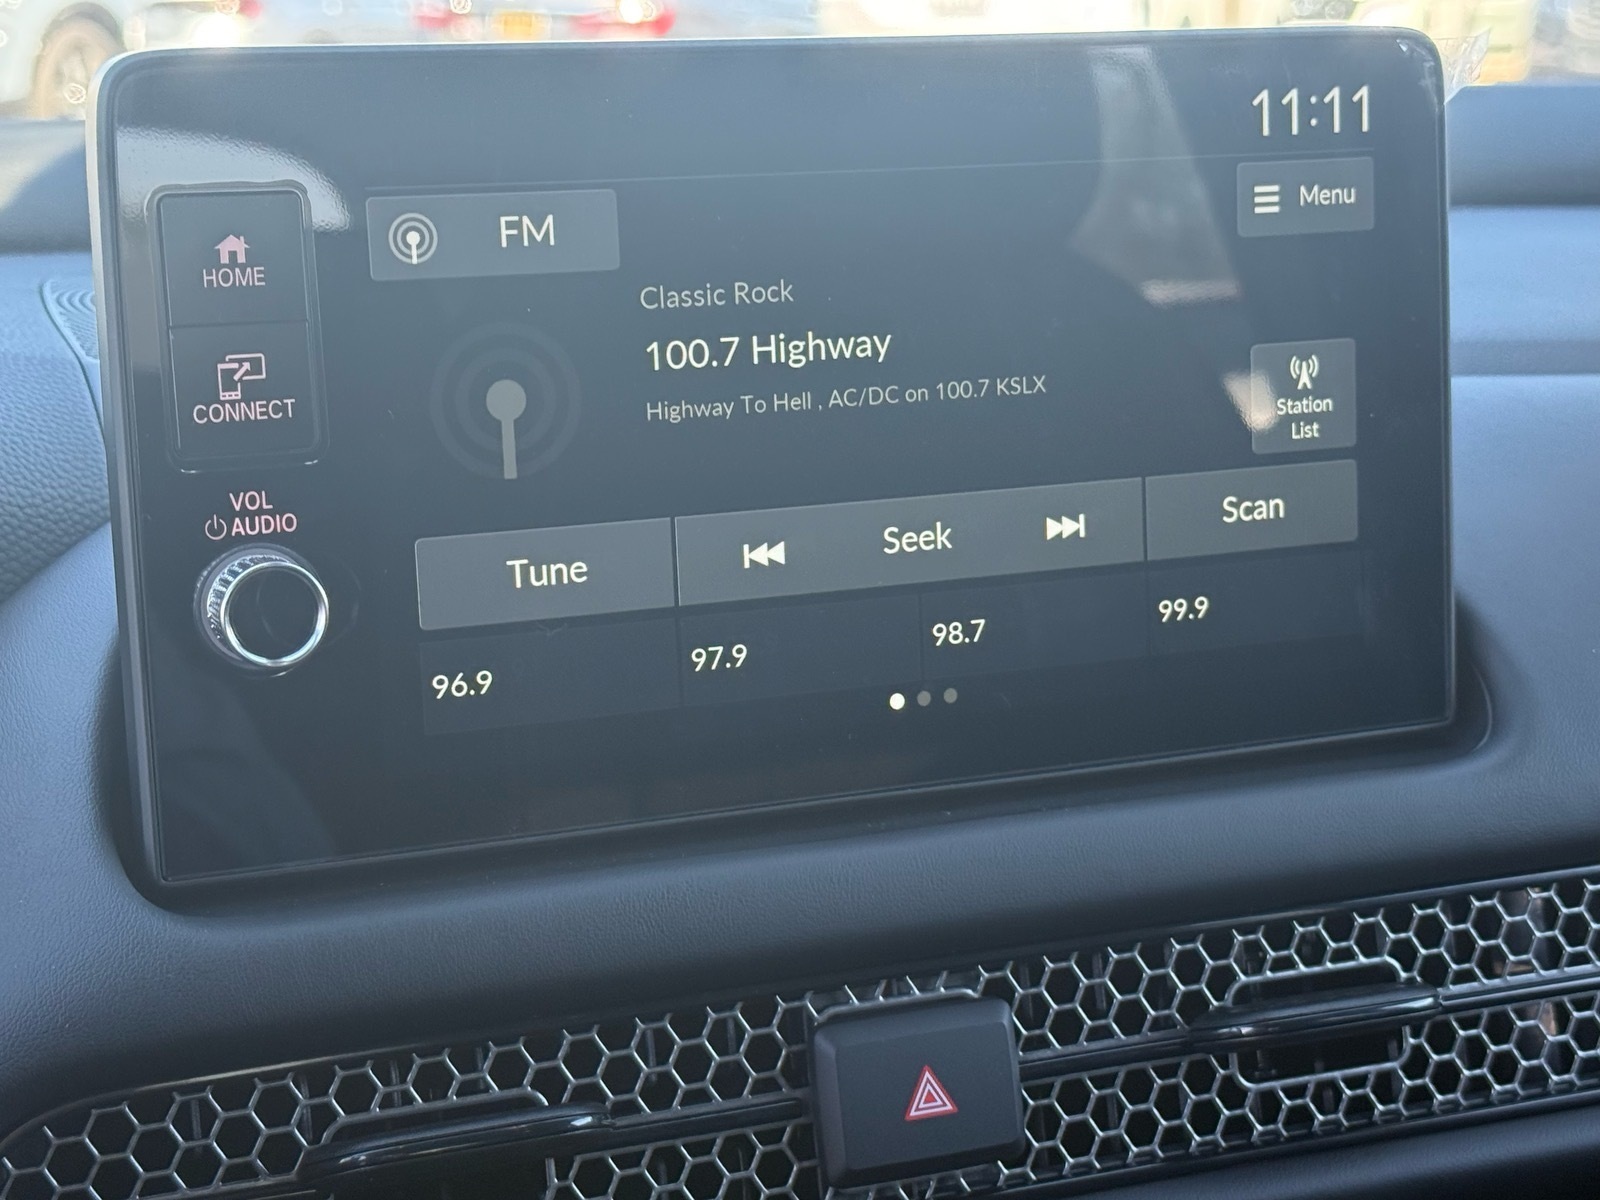 11:11
HOME
FM
Menu
Classic Rock
100.7 Highway
Highway To Hell , AC/DC on 100.7 KSLX
CONNECT
Station
List
VOL
AUDIO
Tune
Seek
Scan
96.9
97.9
98.7
99.9